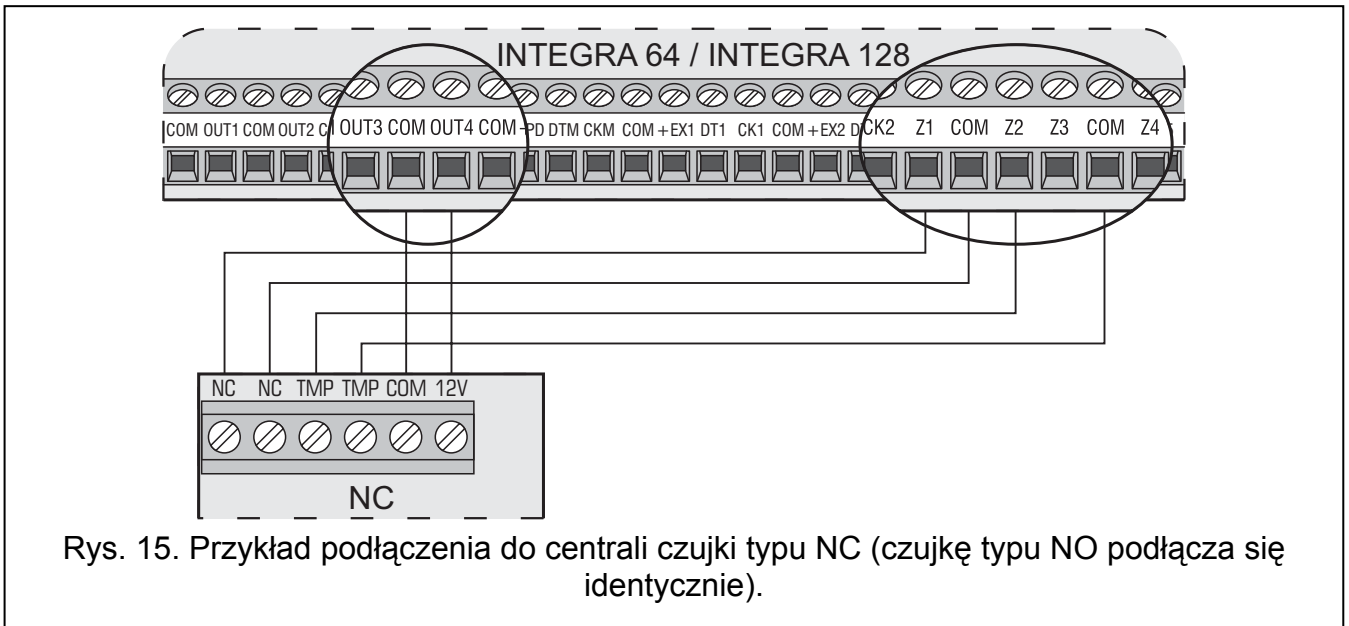 INTEGRA 64 / INTEGRA 128
COM OUT1 COM OUT2 OUT3 COM OUT4 COM DTM CKM COM +EX1 DT1 CK1 COM +EX2 CK2 Z1 COM Z2 Z3 COM Z4
NC NC TMP TMP COM 12V
NC
Rys. 15. Przykład podłączenia do centrali czujki typu NC (czujkę typu NO podłącza się
identycznie).